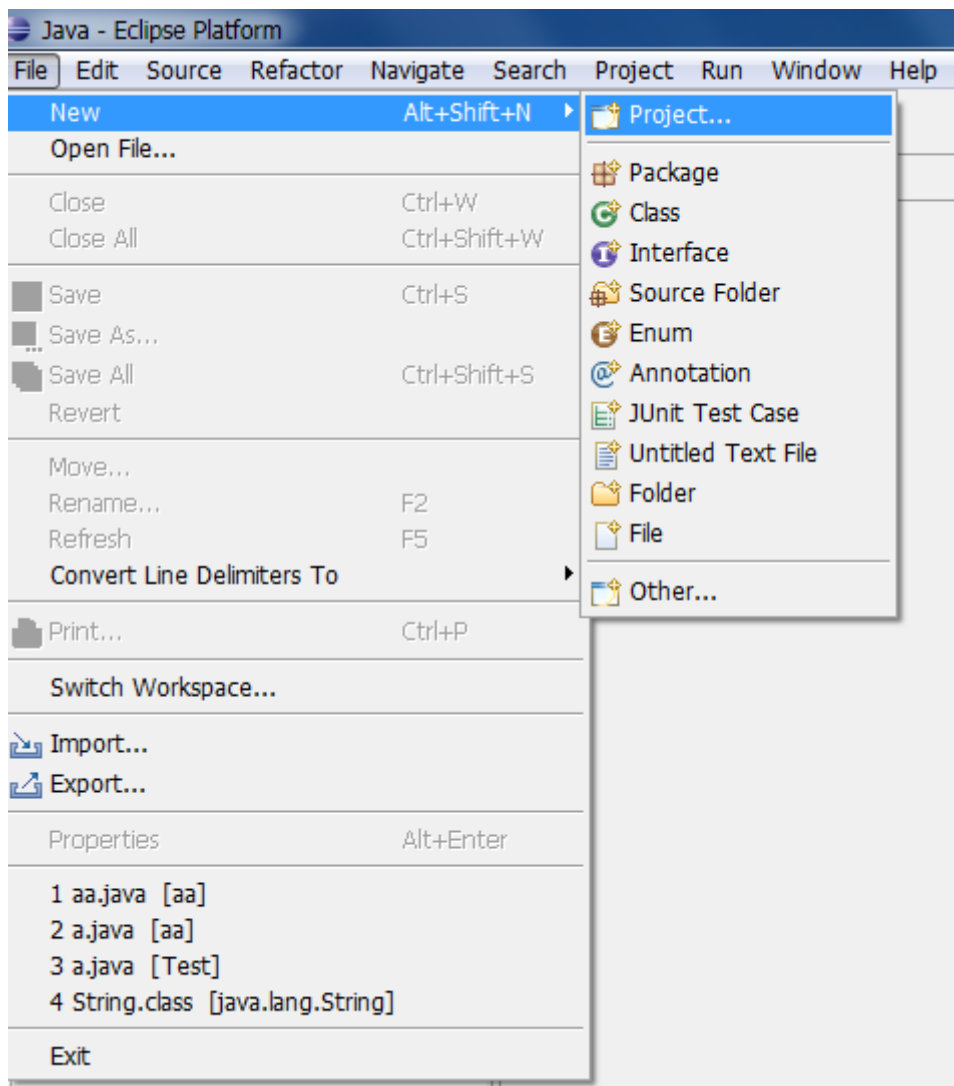 Java - Eclipse Platform
File Edit Source Refactor Navigate Search Project Run Window Help
New Alt+Shift+N
Open File...
Close Ctrl+W
Close All Ctrl+Shift+W
Save Ctrl+S
Save As...
Save All Ctrl+Shift+S
Revert
Move...
Rename... F2
Refresh F5
Convert Line Delimiters To
Print... Ctrl+P
Switch Workspace...
Import...
Export...
Properties Alt+Enter
1 aa.java [aa]
2 a.java [aa]
3 a.java [Test]
4 String.class [java.lang.String]
Exit
Project...
Package
Class
Interface
Source Folder
Enum
Annotation
JUnit Test Case
Untitled Text File
Folder
File
Other...